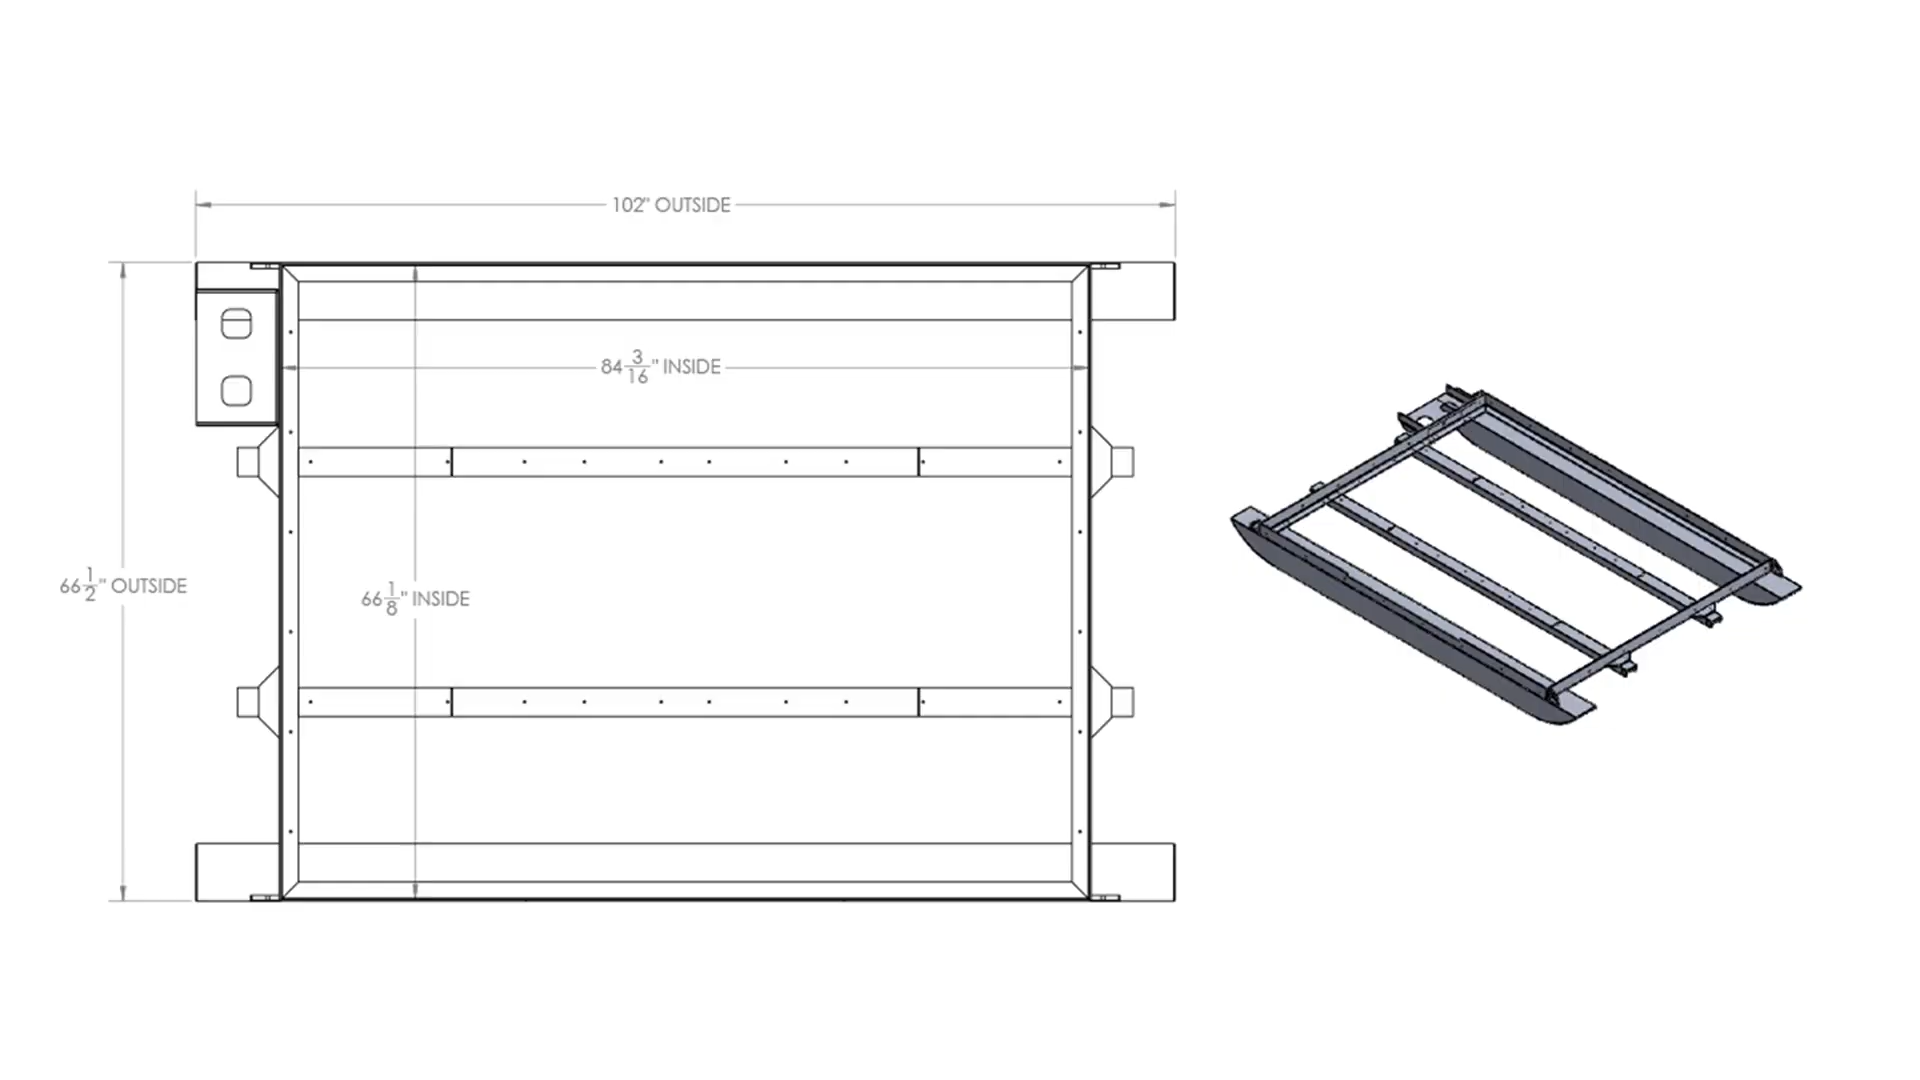 102" OUTSIDE
84 3/16" INSIDE
66 1/2" OUTSIDE
66 1/8" INSIDE